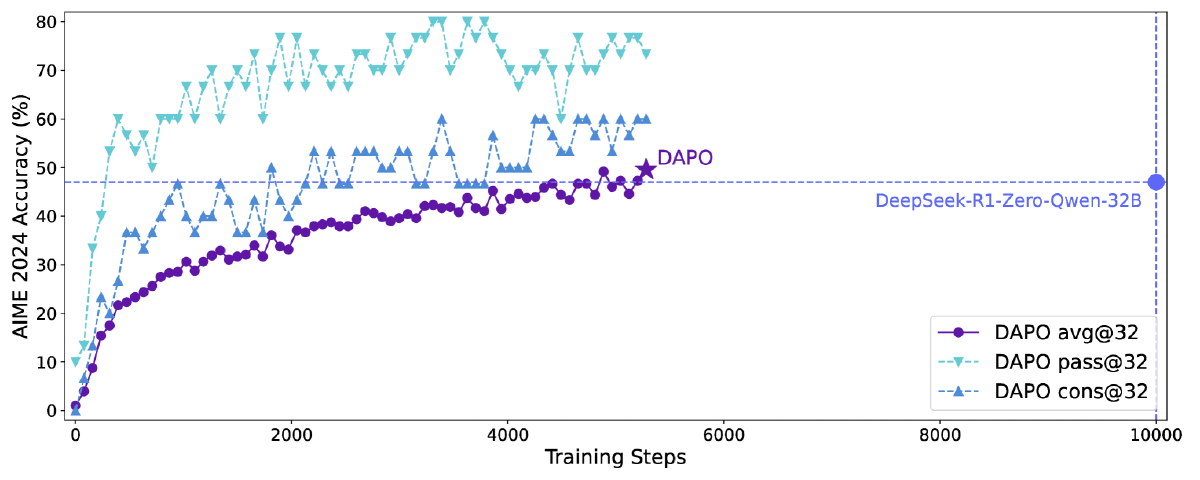 80
70
60
50
40
30
20
10
0
AIME 2024 Accuracy (%)
DAPO
DeepSeek-R1-Zero-Qwen-32B
DAPO avg@32
DAPO pass@32
DAPO cons@32
0 2000 4000 6000 8000 10000
Training Steps